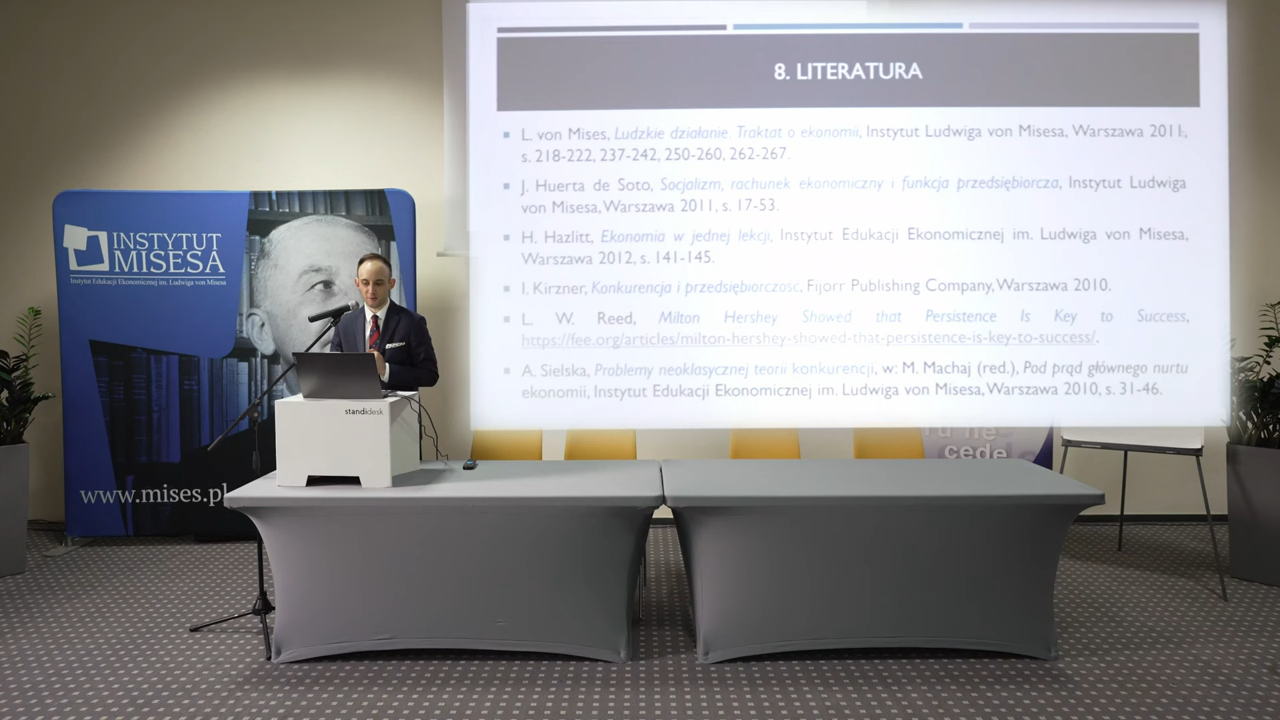 8. LITERATURA
L. von Mises, Ludzkie działanie. Traktat o ekonomii, Instytut Ludwiga von Misesa, Warszawa 2011,
s. 218-222, 237-242, 250-260, 262-267.
J. Huerta de Soto, Socjalizm, rachunek ekonomiczny i funkcja przedsiębiorcza, Instytut Ludwiga
von Misesa, Warszawa 2011, s. 17-53.
H. Hazlitt, Ekonomia w jednej lekcji, Instytut Edukacji Ekonomicznej im. Ludwiga von Misesa,
Warszawa 2012, s. 141-145.
I. Kirzner, Konkurencja i przedsiębiorczość, Fijorr Publishing Company, Warszawa 2010.
L. W. Reed, Milton Hershey Showed that Persistence Is Key to Success,
https://fee.org/articles/milton-hershey-showed-that-persistence-is-key-to-success/.
A. Sielska, Problemy neoklasycznej teorii konkurencji, w: M. Machaj (red.), Pod prąd głównego nurtu
ekonomii, Instytut Edukacji Ekonomicznej im. Ludwiga von Misesa, Warszawa 2010, s. 31-46.
INSTYTUT
MISESA
Instytut Edukacji Ekonomicznej im. Ludwiga von Misesa
www.mises.pl
standidesk
Tu ne
cede